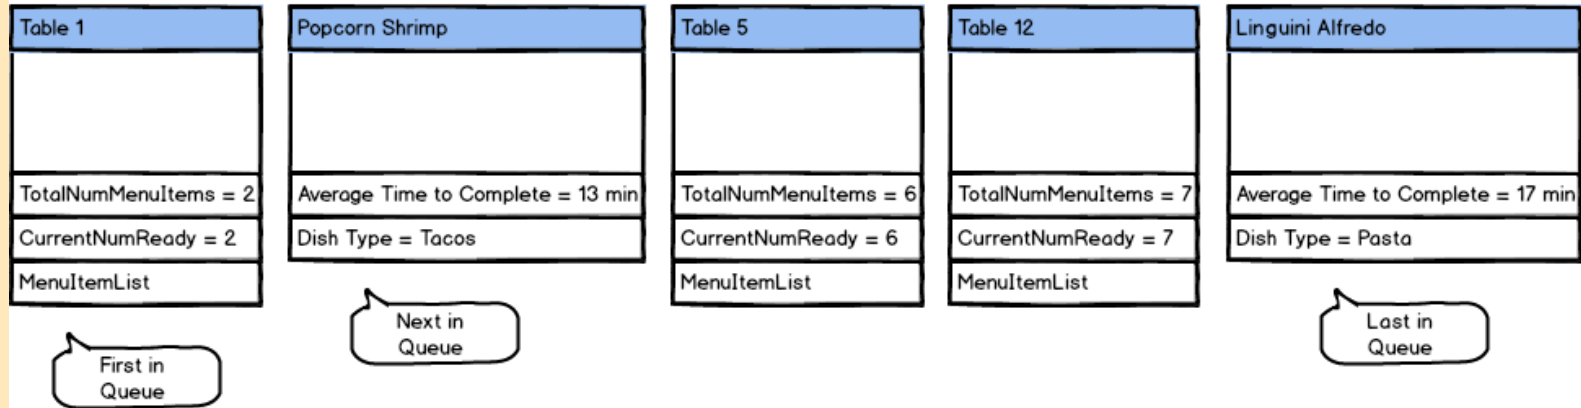 Table 1
TotalNumMenuItems = 2
CurrentNumReady = 2
MenuItemList
First in
Queue
Popcorn Shrimp
Average Time to Complete = 13 min
Dish Type = Tacos
Next in
Queue
Table 5
TotalNumMenuItems = 6
CurrentNumReady = 6
MenuItemList
Table 12
TotalNumMenuItems = 7
CurrentNumReady = 7
MenuItemList
Linguini Alfredo
Average Time to Complete = 17 min
Dish Type = Pasta
Last in
Queue